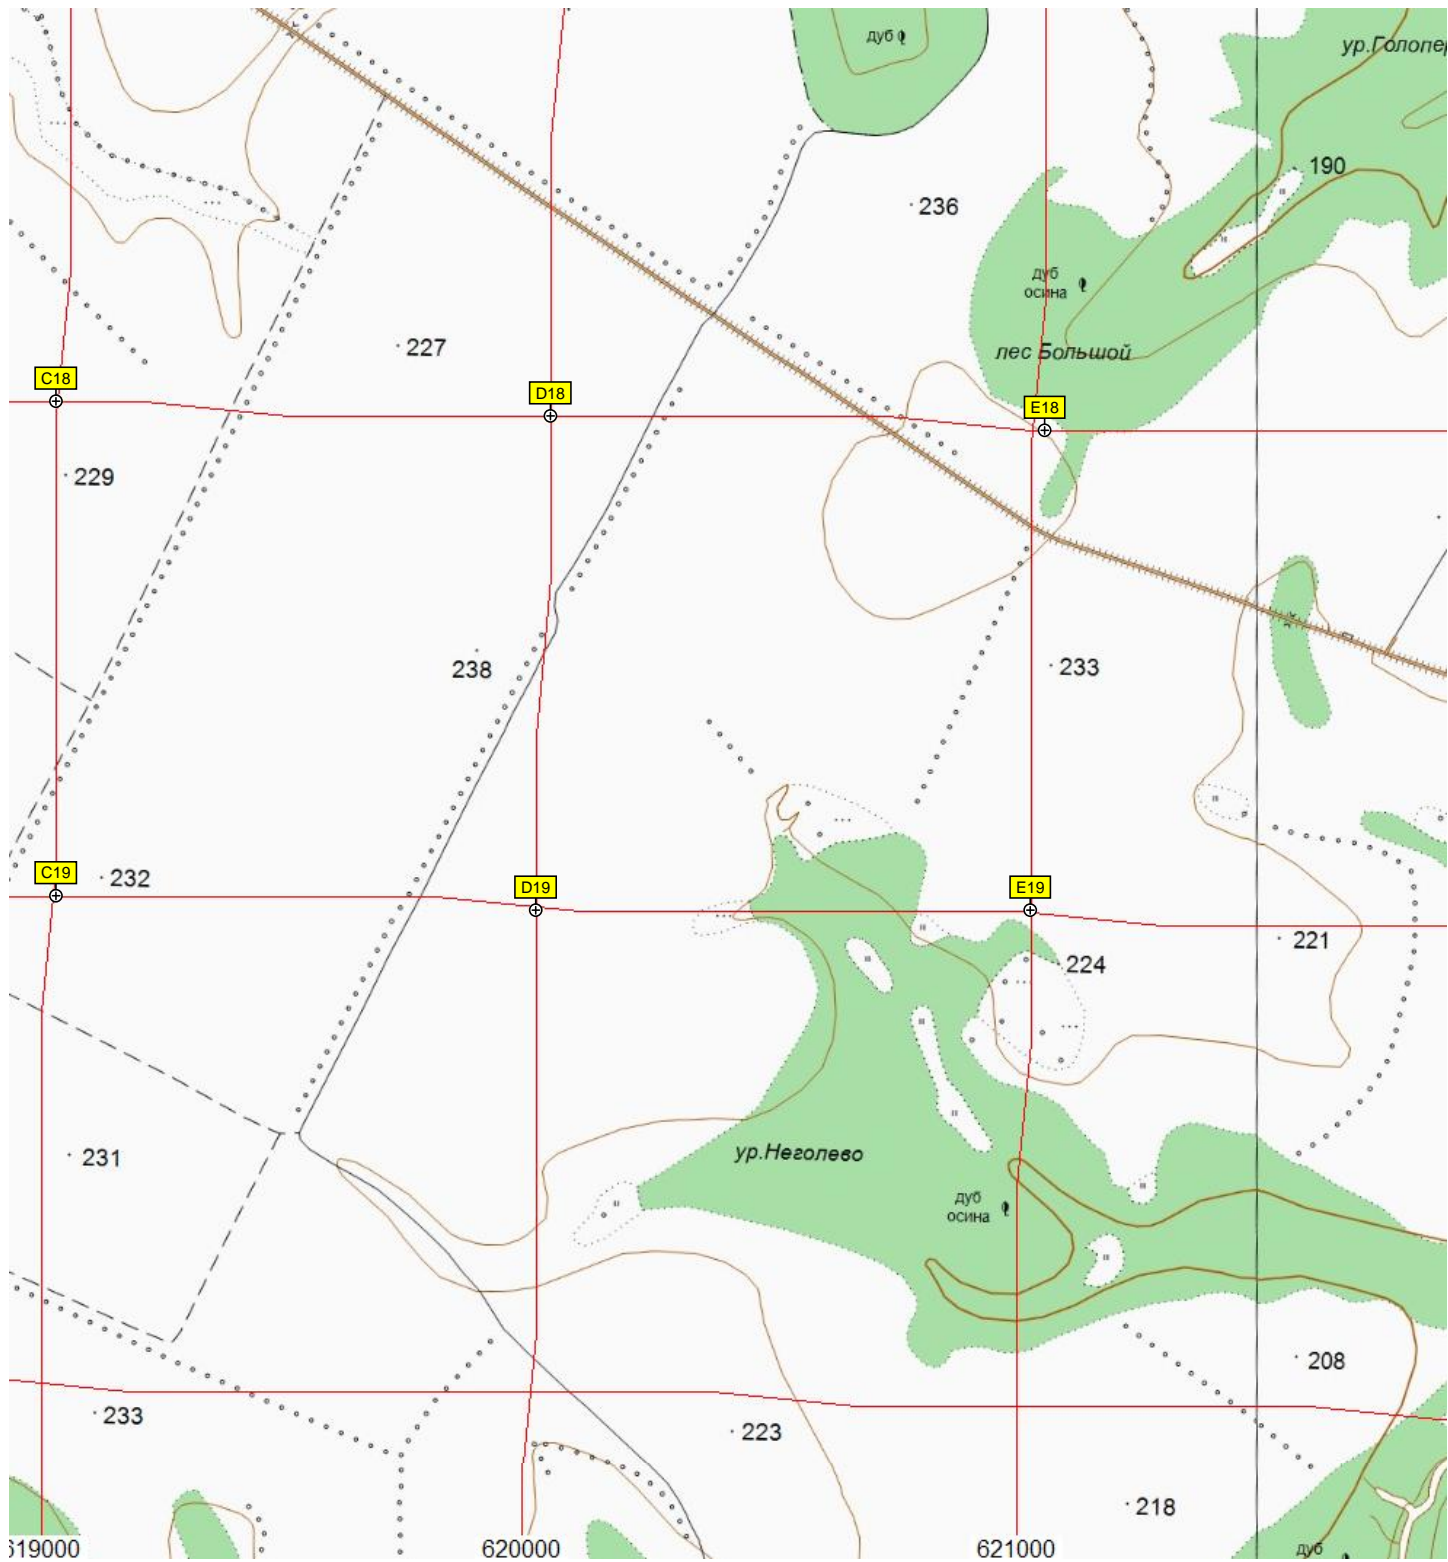 дуб
ур.Голопер
190
236
дуб
осина
227
лес Большой
C18
D18
E18
229
238
233
C19
232
D19
E19
221
224
231
ур.Неголево
дуб
осина
208
233
223
218
619000
620000
621000
дуб